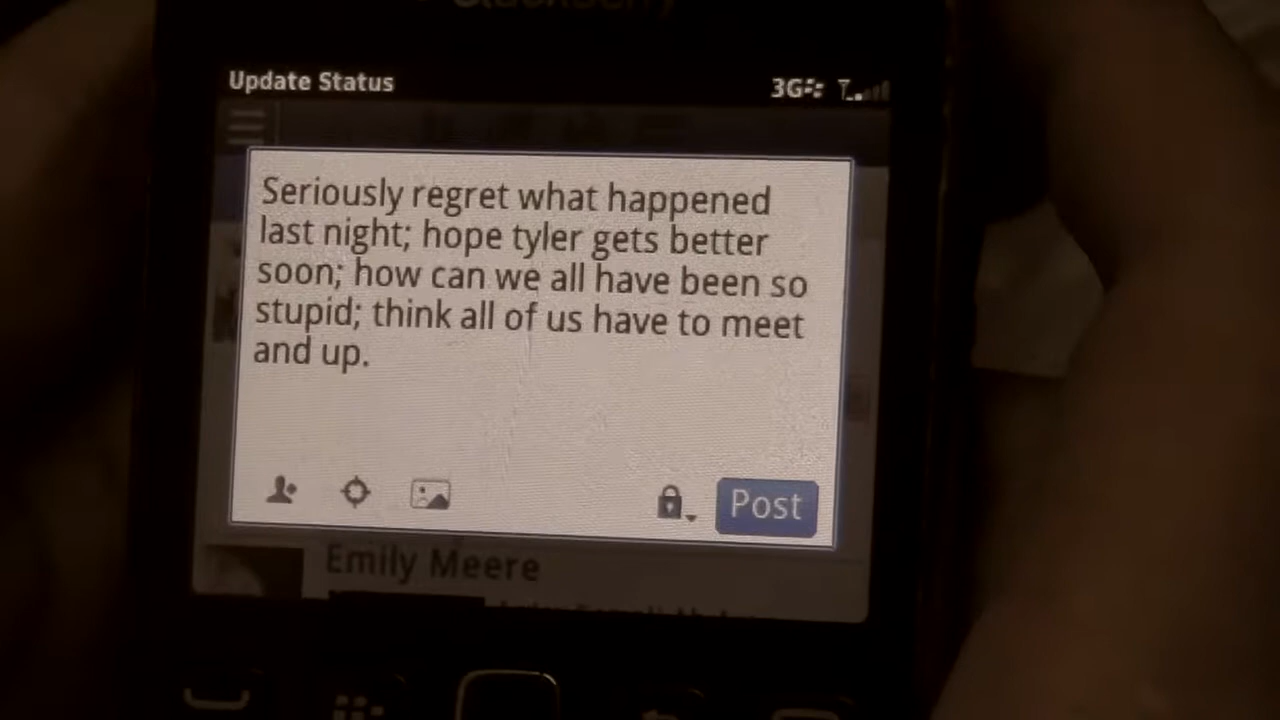 BlackBerry
Update Status
3G
Seriously regret what happened
last night; hope tyler gets better
soon; how can we all have been so
stupid; think all of us have to meet
and up.
Post
Emily Meere